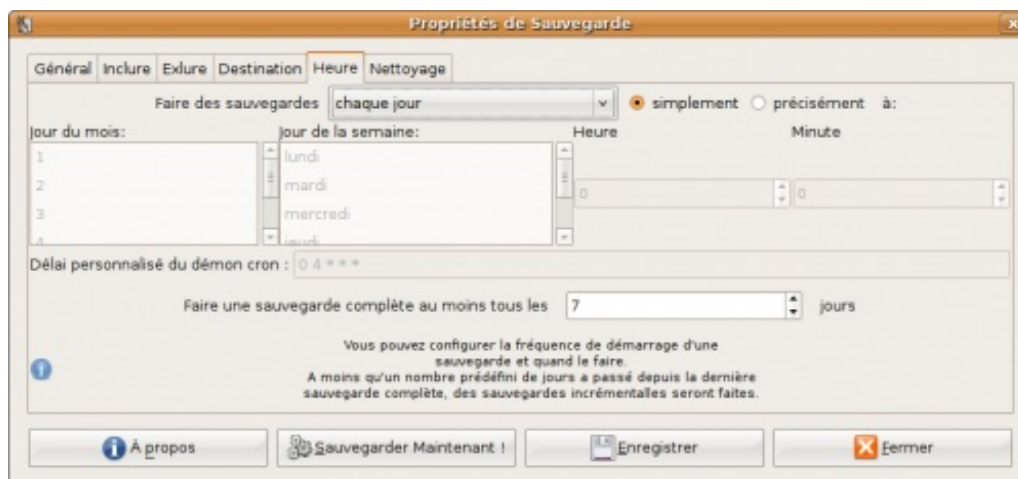 Propriétés de Sauvegarde
Général Inclure Exlure Destination Heure Nettoyage
Faire des sauvegardes chaque jour simplement précisément à:
Jour du mois: Jour de la semaine: Heure Minute
1 lundi
2 mardi 0 0
3 mercredi
4 jeudi
Délai personnalisé du démon cron : 0 4 * * *
Faire une sauvegarde complète au moins tous les 7 jours
Vous pouvez configurer la fréquence de démarrage d'une
sauvegarde et quand le faire.
A moins qu'un nombre prédéfini de jours a passé depuis la dernière
sauvegarde complète, des sauvegardes incrémentalles seront faites.
À propos Sauvegarder Maintenant ! Enregistrer Fermer